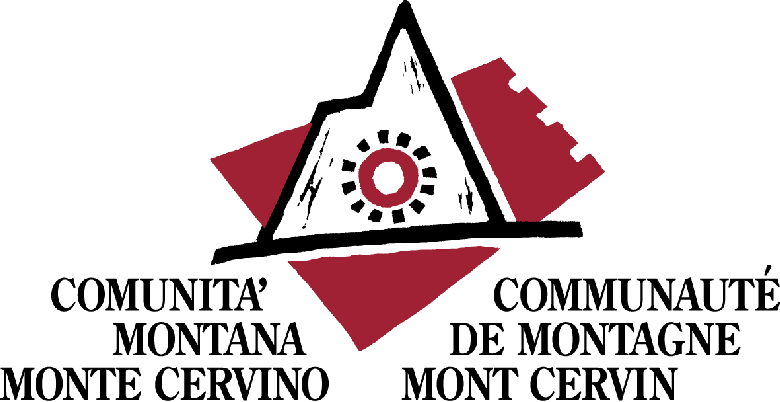 COMUNITA'
MONTANA
MONTE CERVINO
COMMUNAUTÉ
DE MONTAGNE
MONT CERVIN